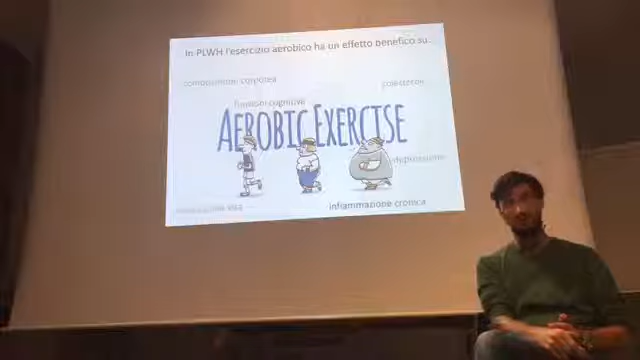 In PLWH l'esercizio aerobico ha un effetto benefico su...
composizione corporea
colesterolo
funzioni cognitive
AEROBIC EXERCISE
depressione
infiammazione cronica